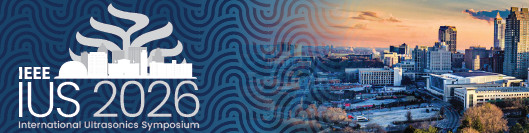 IEEE
IUS 2026
International Ultrasonics Symposium